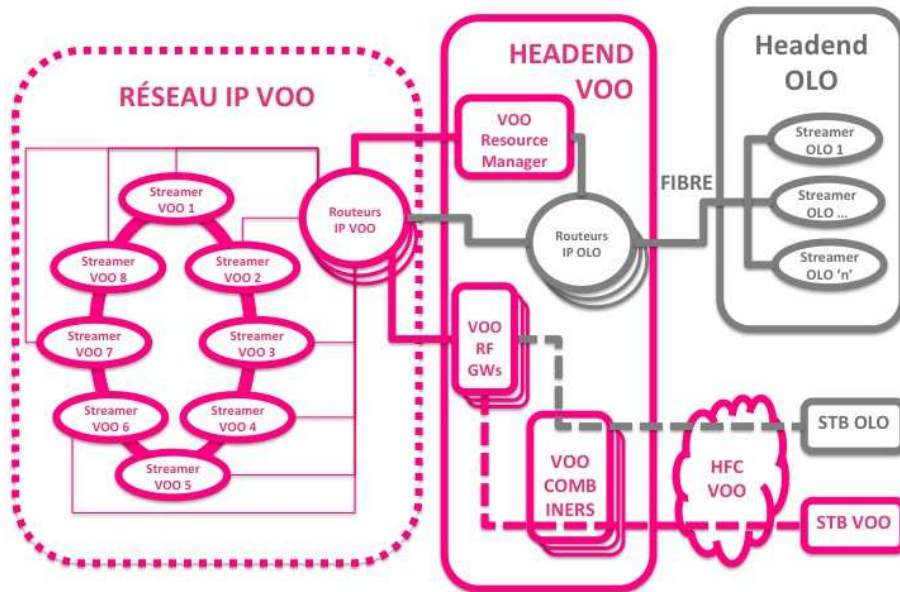 RÉSEAU IP VOO
Streamer
VOO 1
Streamer
VOO 2
Streamer
VOO 3
Streamer
VOO 4
Streamer
VOO 5
Streamer
VOO 6
Streamer
VOO 7
Streamer
VOO 8
Routeurs
IP VOO
HEADEND
VOO
VOO
Resource
Manager
Routeurs
IP OLO
VOO
RF
GWs
VOO
COMB
INERS
FIBRE
Headend
OLO
Streamer
OLO 1
Streamer
OLO ...
Streamer
OLO 'n'
HFC
VOO
STB OLO
STB VOO